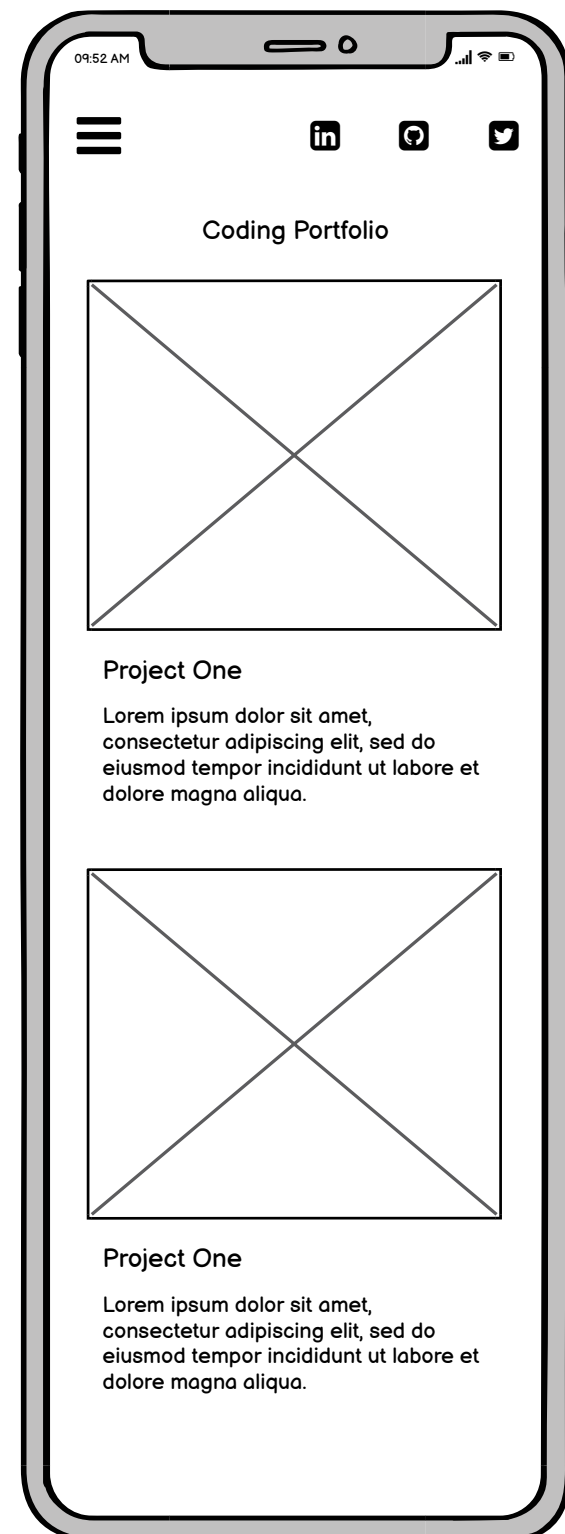 09:52 AM
in
Coding Portfolio
Project One
Lorem ipsum dolor sit amet,
consectetur adipiscing elit, sed do
eiusmod tempor incididunt ut labore et
dolore magna aliqua.
Project One
Lorem ipsum dolor sit amet,
consectetur adipiscing elit, sed do
eiusmod tempor incididunt ut labore et
dolore magna aliqua.